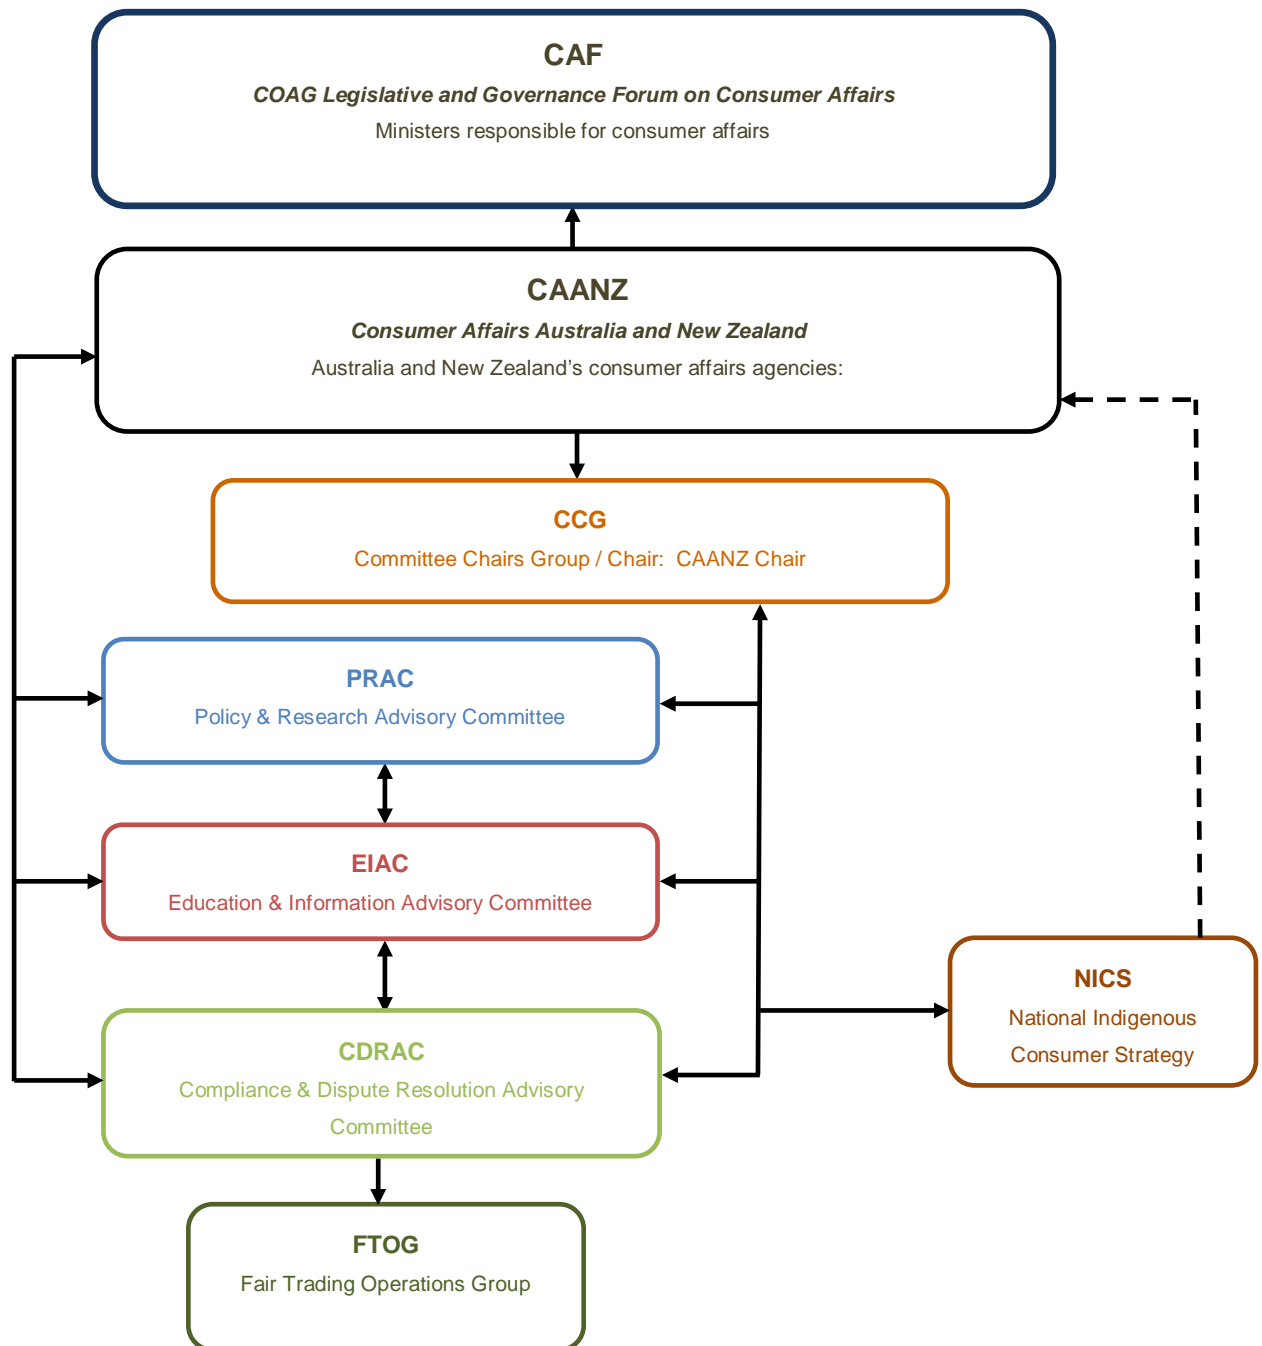 CAF
COAG Legislative and Governance Forum on Consumer Affairs
Ministers responsible for consumer affairs
CAANZ
Consumer Affairs Australia and New Zealand
Australia and New Zealand’s consumer affairs agencies:
CCG
Committee Chairs Group / Chair:  CAANZ Chair
PRAC
Policy & Research Advisory Committee
EIAC
Education & Information Advisory Committee
NICS
National Indigenous
Consumer Strategy
CDRAC
Compliance & Dispute Resolution Advisory
Committee
FTOG
Fair Trading Operations Group